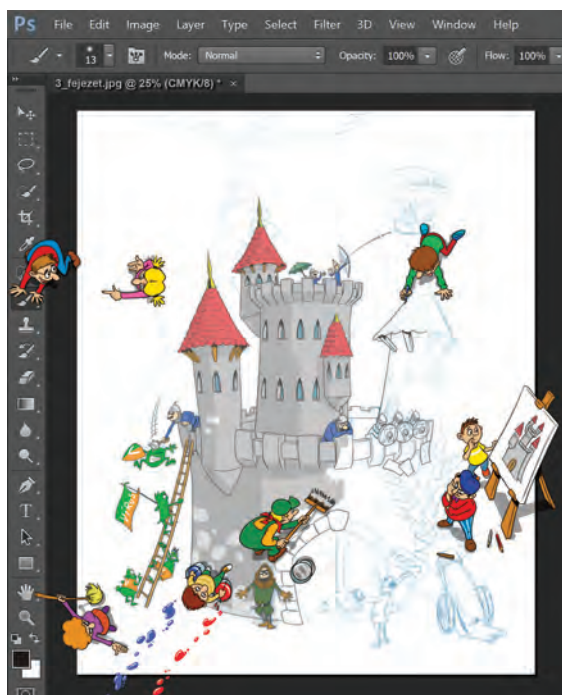 Ps File Edit Image Layer Type Select Filter 3D View Window Help
13 Mode: Normal Opacity: 100% Flow: 100%
3_fejezet.jpg @ 25% (CMYK/8) * ×
T